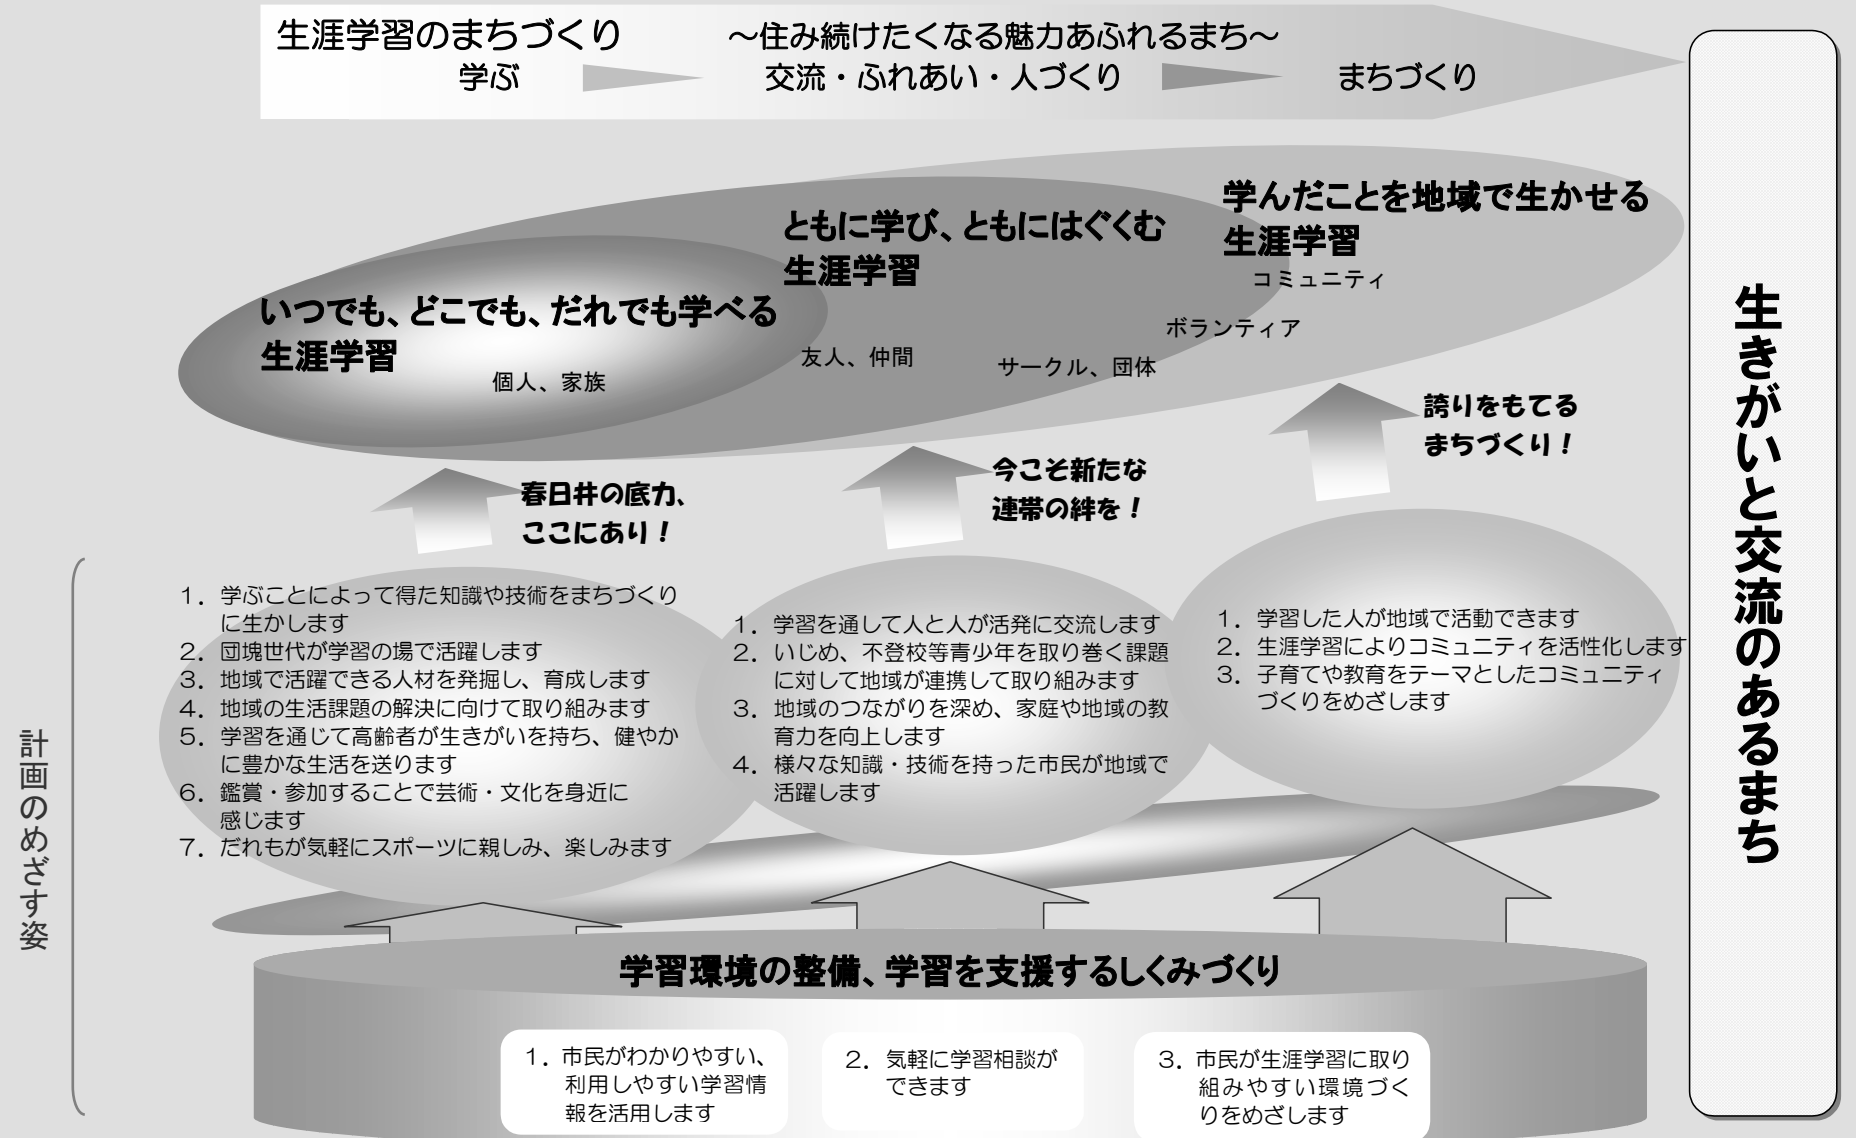 生涯学習のまちづくり　～住み続けたくなる魅力あふれるまち～
学ぶ　交流・ふれあい・人づくり　まちづくり
学んだことを地域で生かせる
生涯学習
コミュニティ
ボランティア
ともに学び、ともにはぐくむ
生涯学習
友人、仲間
サークル、団体
いつでも、どこでも、だれでも学べる
生涯学習
個人、家族
春日井の底力、
ここにあり！
今こそ新たな
連帯の絆を！
誇りをもてる
まちづくり！
計画のめざす姿
1．学ぶことによって得た知識や技術をまちづくり
に生かします
2．団塊世代が学習の場で活躍します
3．地域で活躍できる人材を発掘し、育成します
4．地域の生活課題の解決に向けて取り組みます
5．学習を通じて高齢者が生きがいを持ち、健やか
に豊かな生活を送ります
6．鑑賞・参加することで芸術・文化を身近に
感じます
7．だれもが気軽にスポーツに親しみ、楽しみます
1．学習を通して人と人が活発に交流します
2．いじめ、不登校等青少年を取り巻く課題
に対して地域が連携して取り組みます
3．地域のつながりを深め、家庭や地域の教
育力を向上します
4．様々な知識・技術を持った市民が地域で
活躍します
1．学習した人が地域で活動できます
2．生涯学習によりコミュニティを活性化します
3．子育てや教育をテーマとしたコミュニティ
づくりをめざします
学習環境の整備、学習を支援するしくみづくり
1．市民がわかりやすい、
利用しやすい学習情
報を活用します
2．気軽に学習相談が
できます
3．市民が生涯学習に取り
組みやすい環境づく
りをめざします
生きがいと交流のあるまち